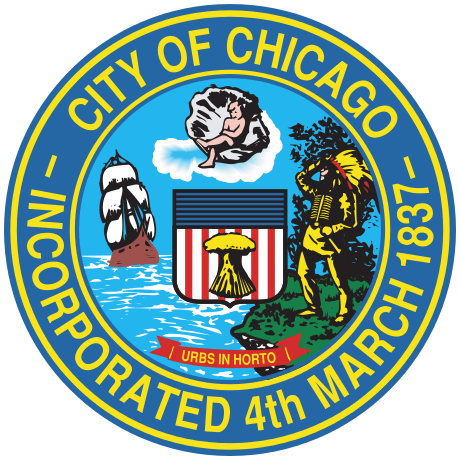 CITY OF CHICAGO
INCORPORATED 4th MARCH 1837
URBS IN HORTO